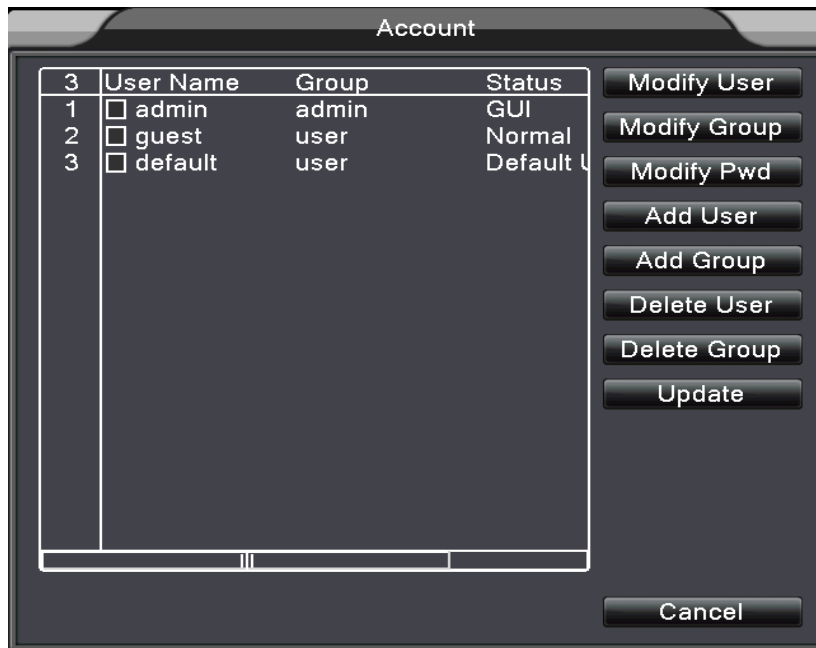 Account
3 User Name Group Status
1 admin admin GUI
2 guest user Normal
3 default user Default
Modify User
Modify Group
Modify Pwd
Add User
Add Group
Delete User
Delete Group
Update
Cancel